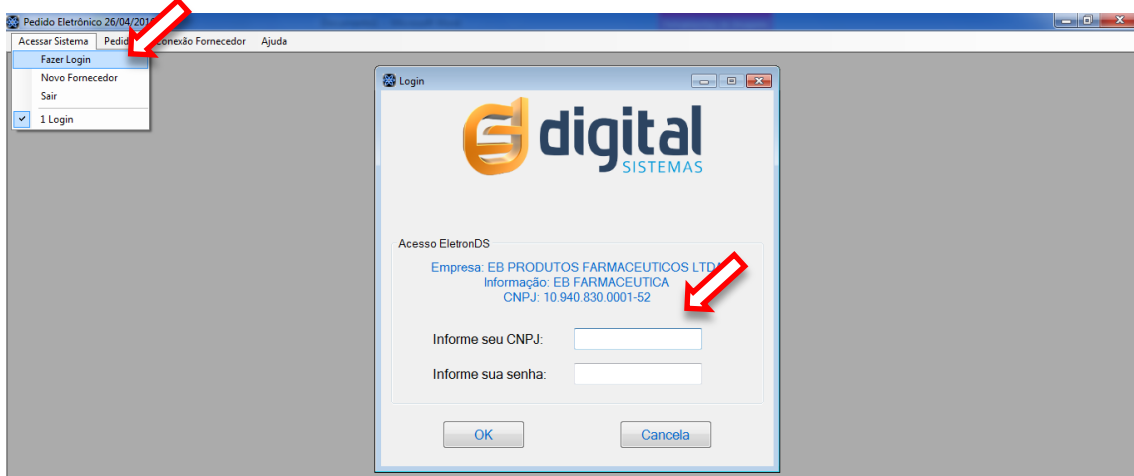 Pedido Eletrônico 26/04/201
Acessar Sistema Pedid onexão Fornecedor Ajuda
Fazer Login
Novo Fornecedor
Sair
1 Login
Login
digital
SISTEMAS
Acesso EletronDS
Empresa: EB PRODUTOS FARMACEUTICOS LTDA
Informação: EB FARMACEUTICA
CNPJ: 10.940.830.0001-52
Informe seu CNPJ:
Informe sua senha:
OK Cancela